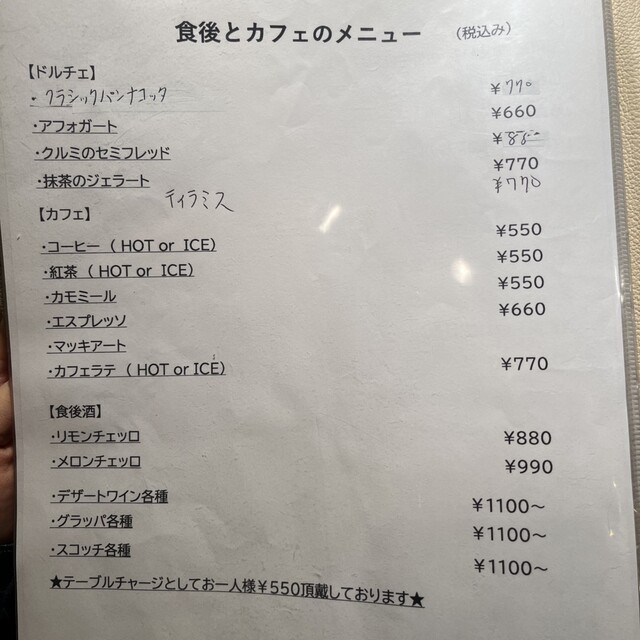 食後とカフェのメニュー （税込み）
【ドルチェ】
・クラシックパンナコッタ ¥770
・アフォガート ¥660
・クルミのセミフレッド ¥880
・抹茶のジェラート ¥770
ティラミス ¥770
【カフェ】
・コーヒー（ HOT or ICE） ¥550
・紅茶（ HOT or ICE） ¥550
・カモミール ¥550
・エスプレッソ ¥660
・マッキアート
・カフェラテ（ HOT or ICE） ¥770
【食後酒】
・リモンチェッロ ¥880
・メロンチェッロ ¥990
・デザートワイン各種 ¥1100～
・グラッパ各種 ¥1100～
・スコッチ各種 ¥1100～
★テーブルチャージとしてお一人様¥550頂戴しております★